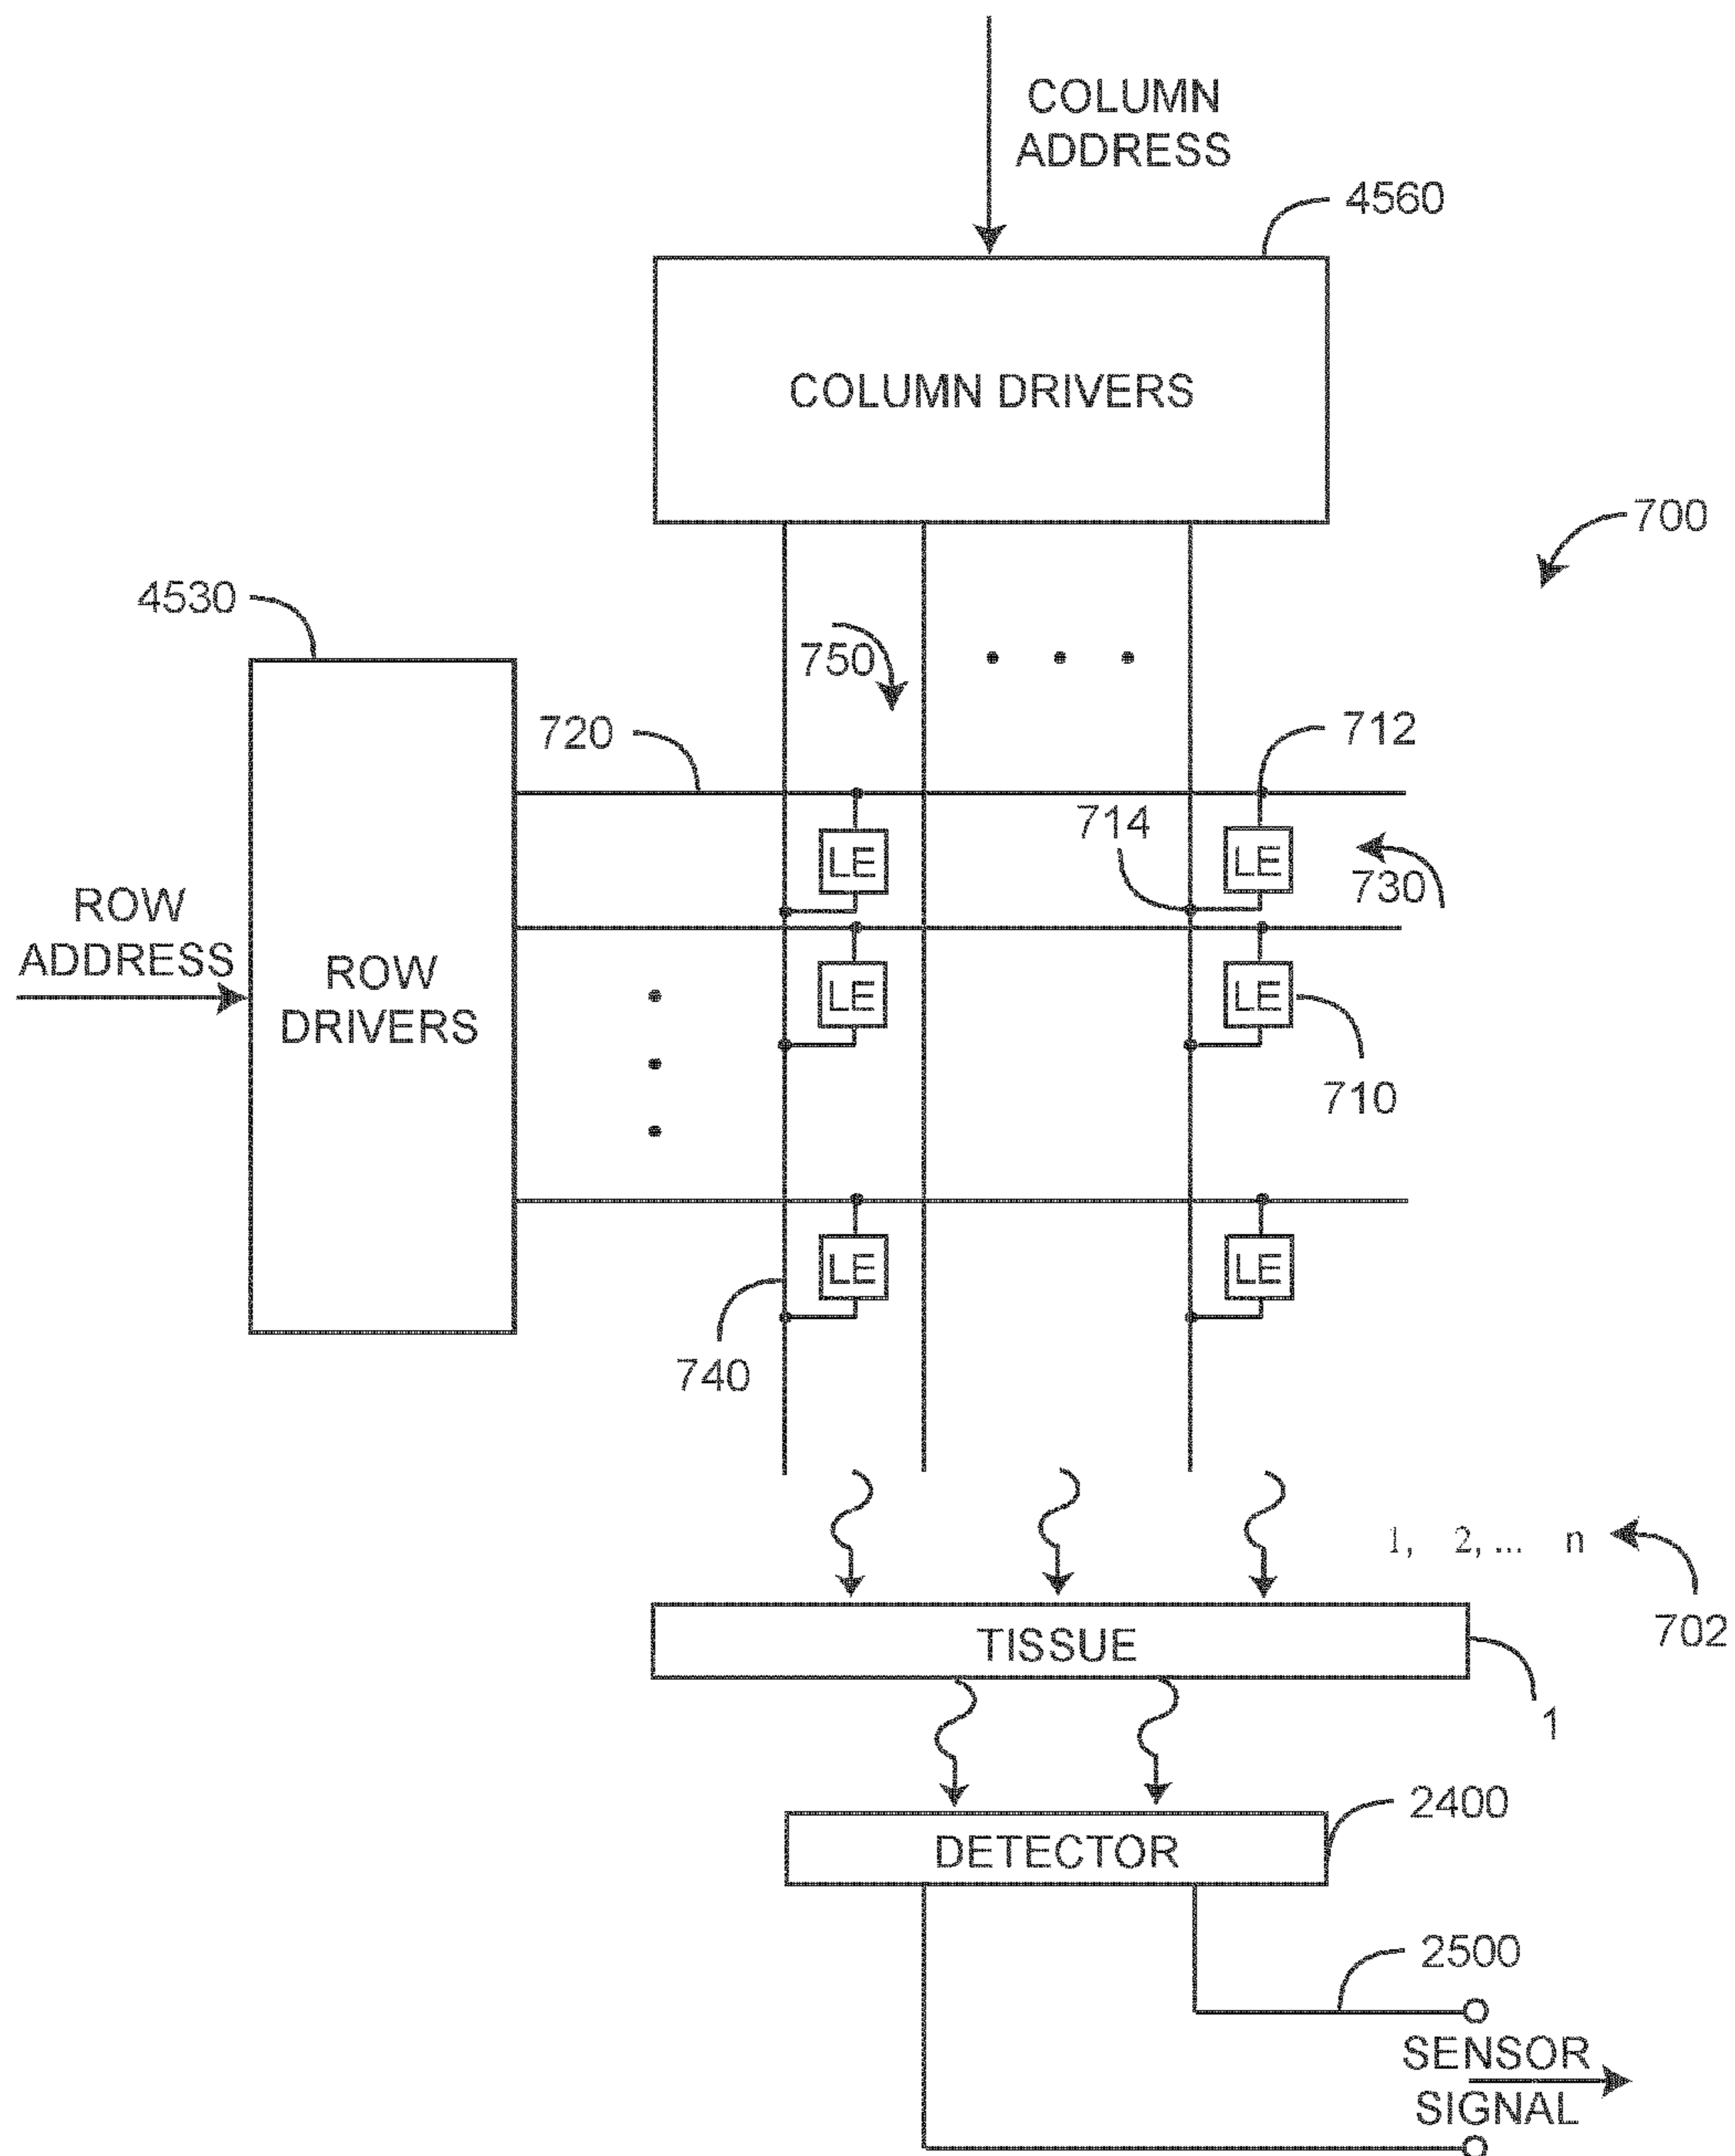 COLUMN
ADDRESS
4560
COLUMN DRIVERS
700
4530
750
720
712
714
LE
LE
730
ROW
ADDRESS
ROW
DRIVERS
LE
LE
710
LE
LE
740
1, 2, ... n
702
TISSUE
1
2400
DETECTOR
2500
SENSOR
SIGNAL